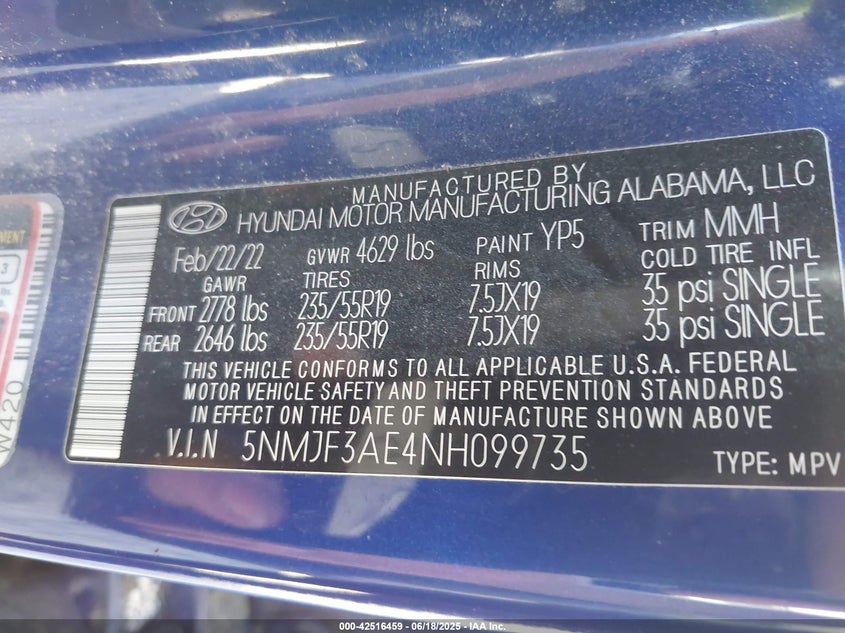 MANUFACTURED BY
HYUNDAI MOTOR MANUFACTURING ALABAMA, LLC
Feb/22/22 GVWR 4629 lbs PAINT YP5 TRIM MMH
GAWR TIRES RIMS COLD TIRE INFL
FRONT 2778 lbs 235/55R19 7.5JX19 35 psi SINGLE
REAR 2646 lbs 235/55R19 7.5JX19 35 psi SINGLE
THIS VEHICLE CONFORMS TO ALL APPLICABLE U.S.A. FEDERAL
MOTOR VEHICLE SAFETY AND THEFT PREVENTION STANDARDS
IN EFFECT ON THE DATE OF MANUFACTURE SHOWN ABOVE
V.I.N 5NMJF3AE4NH099735 TYPE: MPV
W420
000-42516459 - 06/18/2025 - IAA Inc.